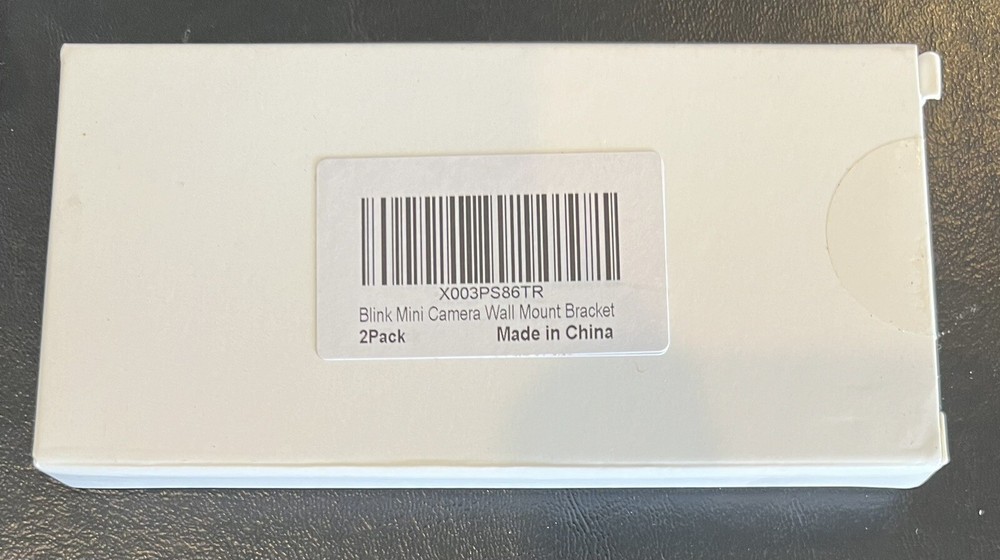 X003PS86TR
Blink Mini Camera Wall Mount Bracket
2Pack Made in China